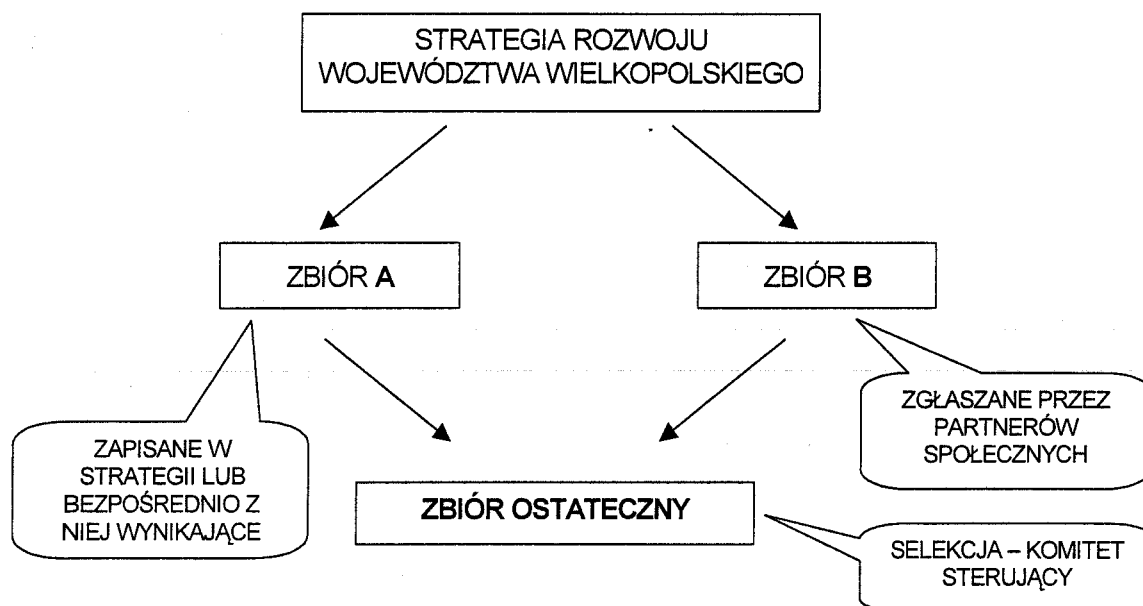 STRATEGIA ROZWOJU
WOJEWÓDZTWA WIELKOPOLSKIEGO
ZBIÓR A
ZBIÓR B
ZAPISANE W
STRATEGII LUB
BEZPOŚREDNIO Z
NIEJ WYNIKAJĄCE
ZGŁASZANE PRZEZ
PARTNERÓW
SPOŁECZNYCH
ZBIÓR OSTATECZNY
SELEKCJA – KOMITET
STERUJĄCY